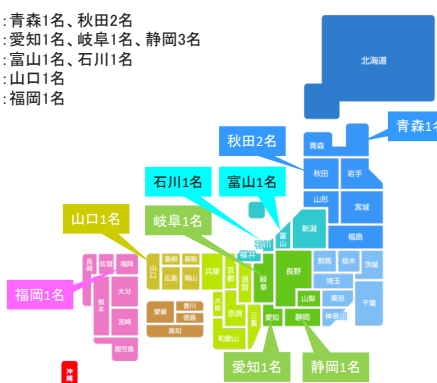 :青森1名、秋田2名
:愛知1名、岐阜1名、静岡3名
:富山1名、石川1名
:山口1名
:福岡1名
北海道
青森1名
秋田2名
青森
石川1名
富山1名
秋田
岩手
山口1名
岐阜1名
山形
宮城
石川
富山
新潟
福島
福井
長崎
佐賀
福岡
山口
島根
鳥取
兵庫
京都
滋賀
岐阜
長野
群馬
栃木
茨城
広島
岡山
埼玉
福岡1名
熊本
大分
愛媛
香川
徳島
高知
大阪
奈良
三重
愛知
静岡
山梨
東京
千葉
神奈川
宮崎
和歌山
鹿児島
沖縄
愛知1名
静岡1名